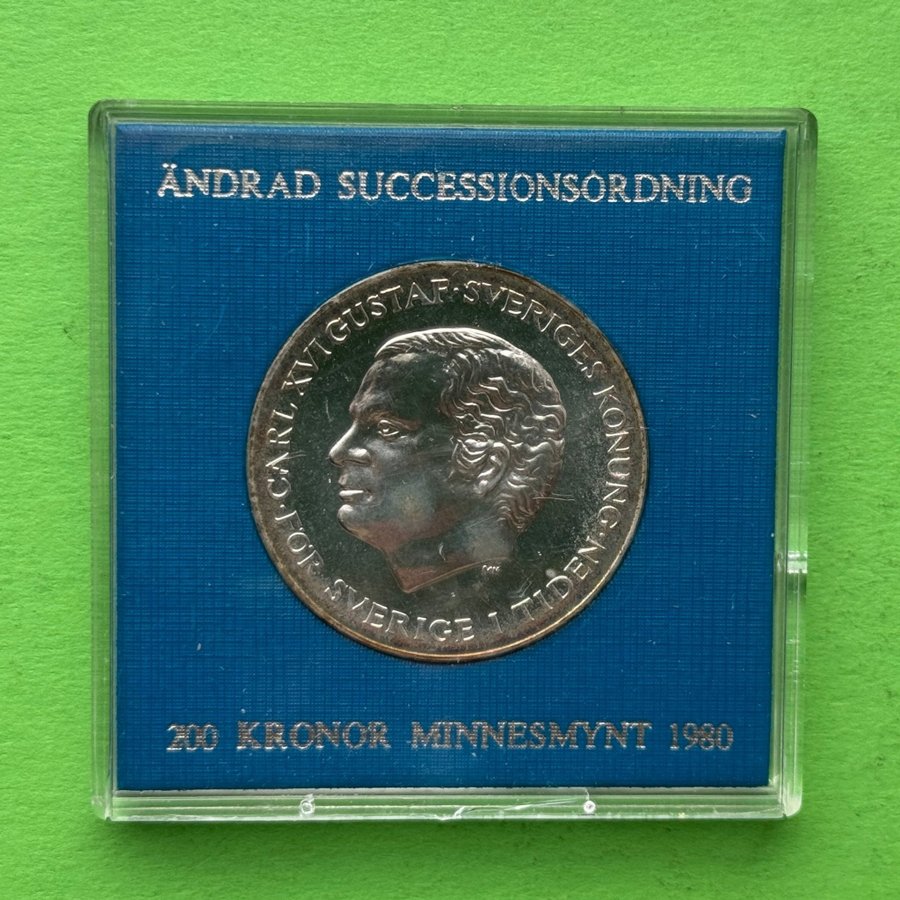 ÄNDRAD SUCCESSIONSORDNING
CARL XVI GUSTAF·SVERIGES KONUNG·
FÖR SVERIGE I TIDEN·
200 KRONOR MINNESMYNT 1980